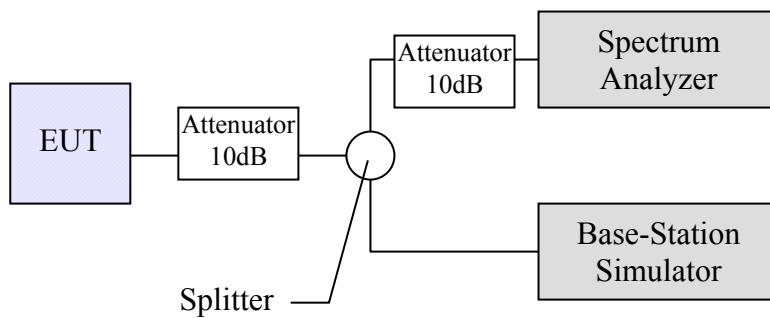 EUT
Attenuator
10dB
Attenuator
10dB
Spectrum
Analyzer
Base-Station
Simulator
Splitter